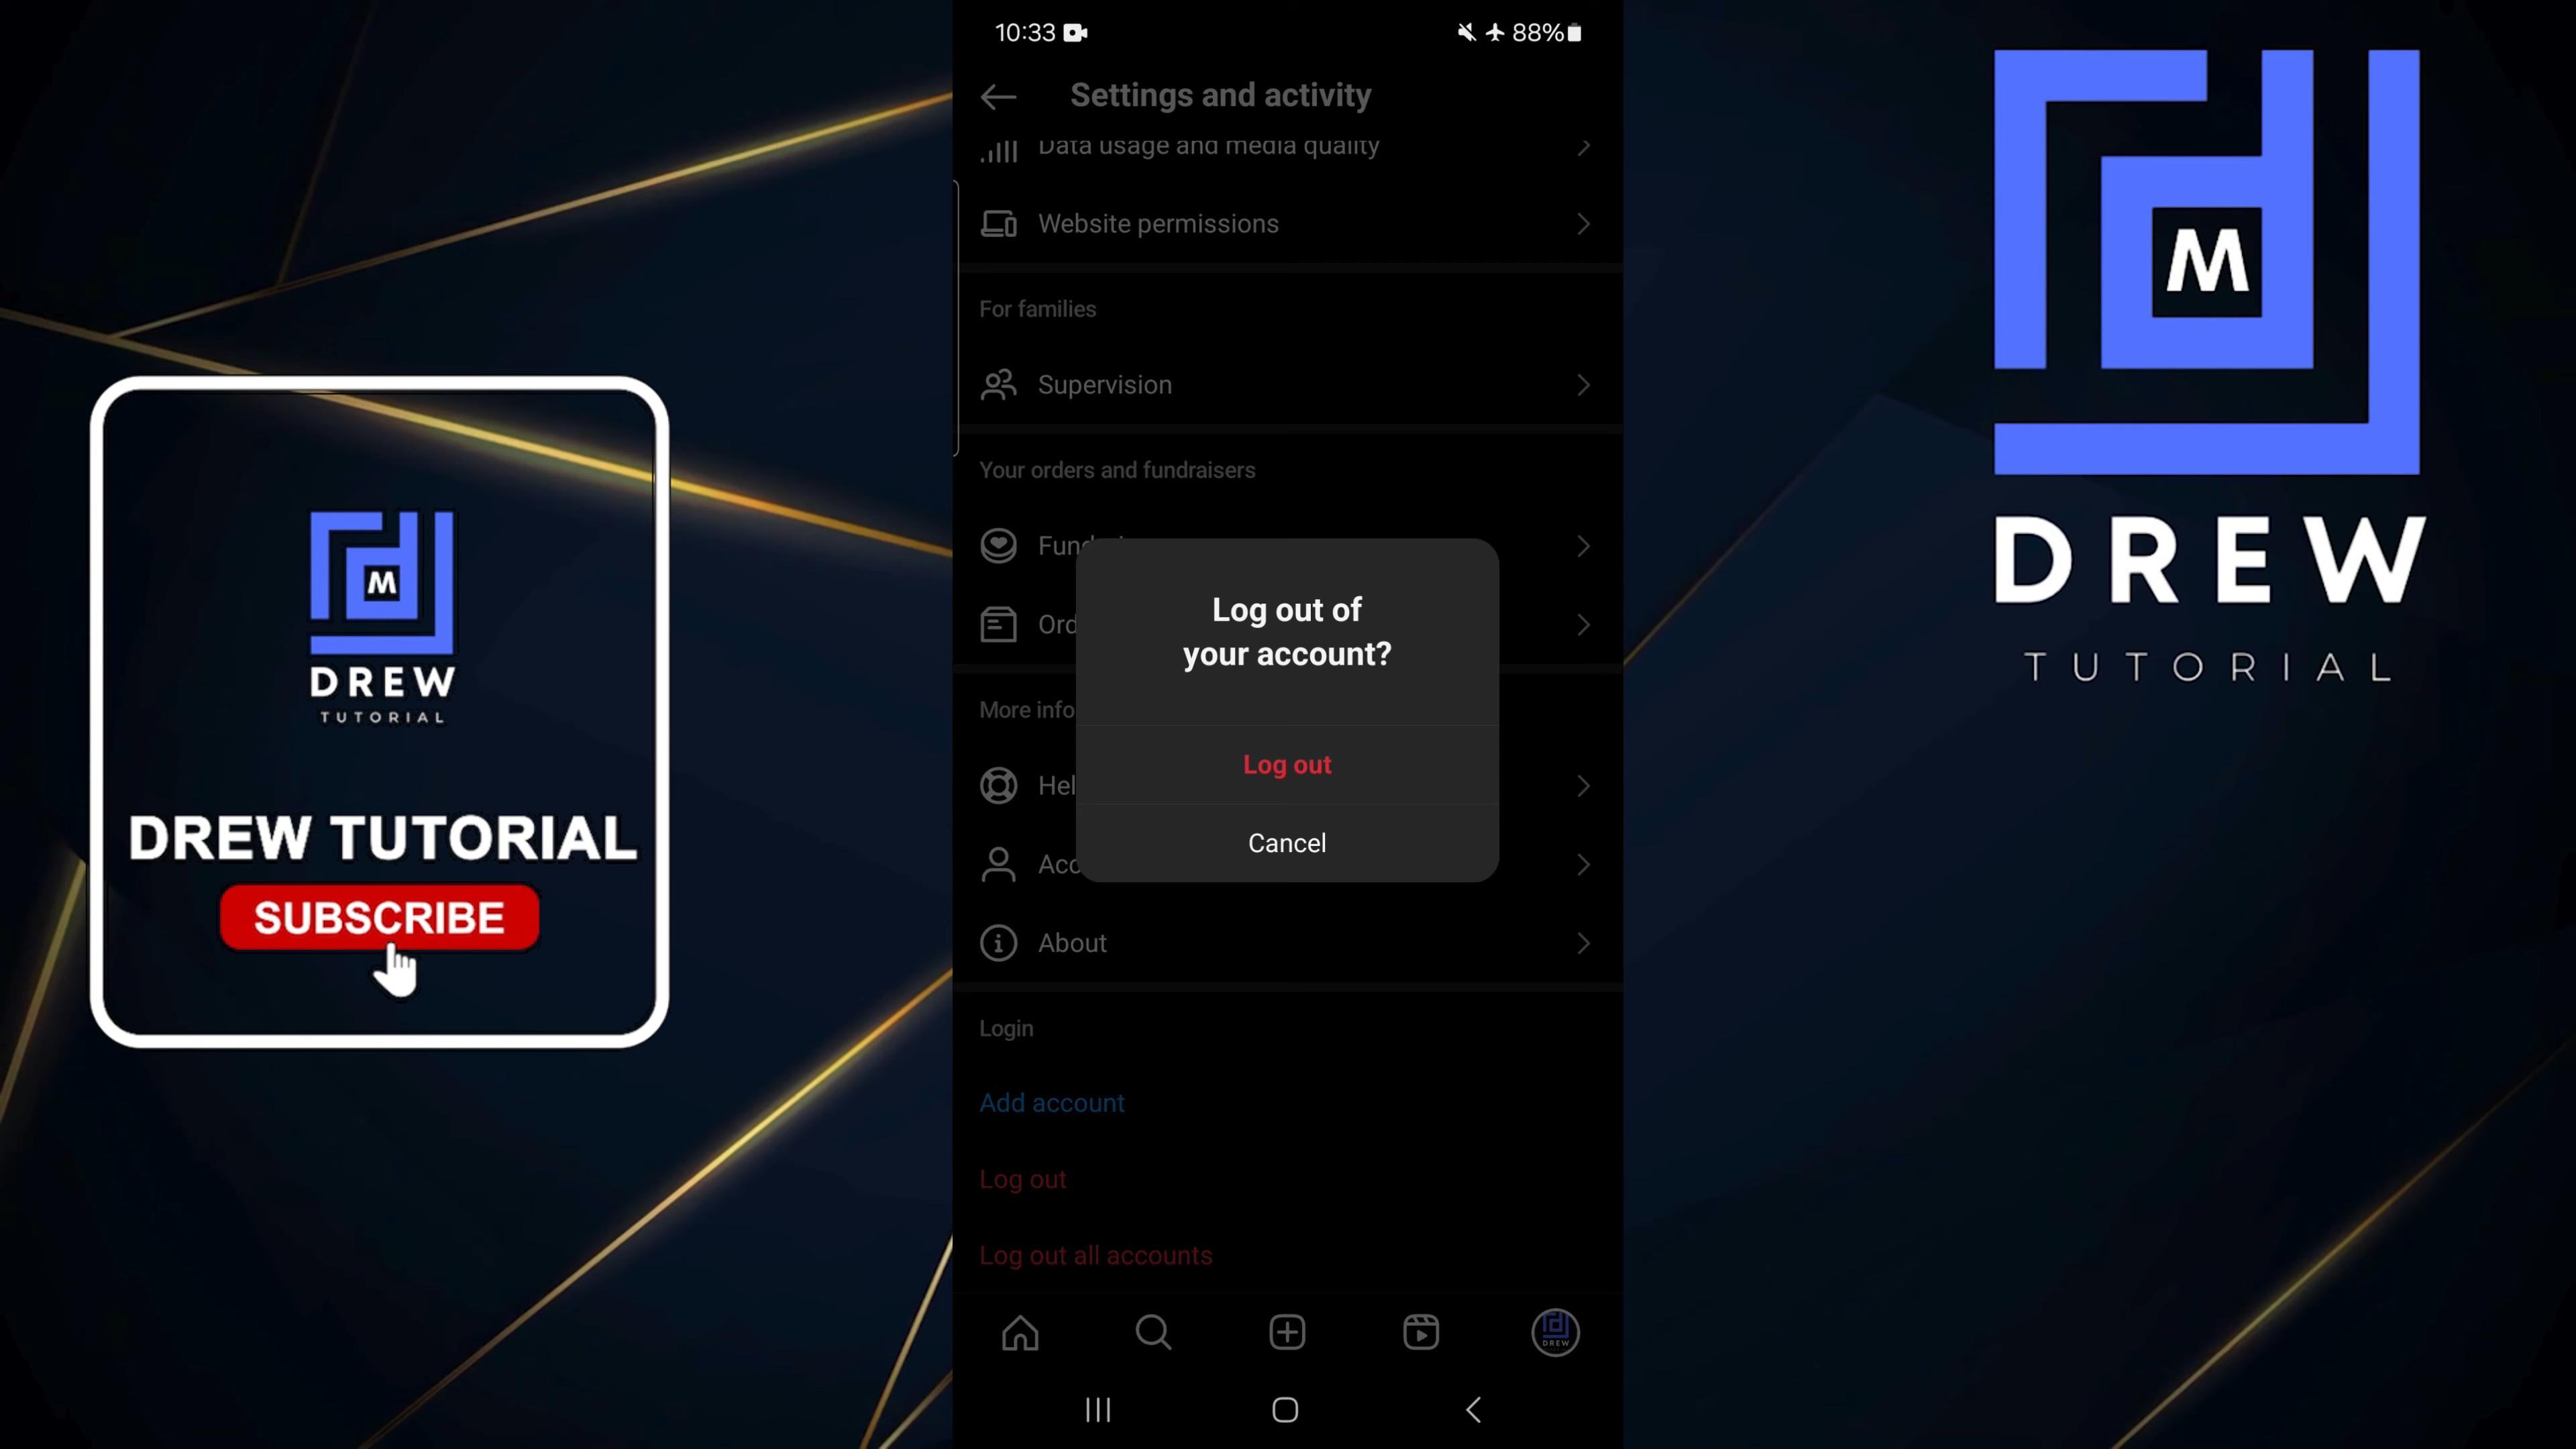 10:33
88%
Settings and activity
Data usage and media quality
Website permissions
For families
Supervision
Your orders and fundraisers
Log out of
your account?
More info
Log out
Cancel
About
Login
Add account
Log out
Log out all accounts
DREW
M
DREW
TUTORIAL
DREW TUTORIAL
SUBSCRIBE
M
DREW
TUTORIAL